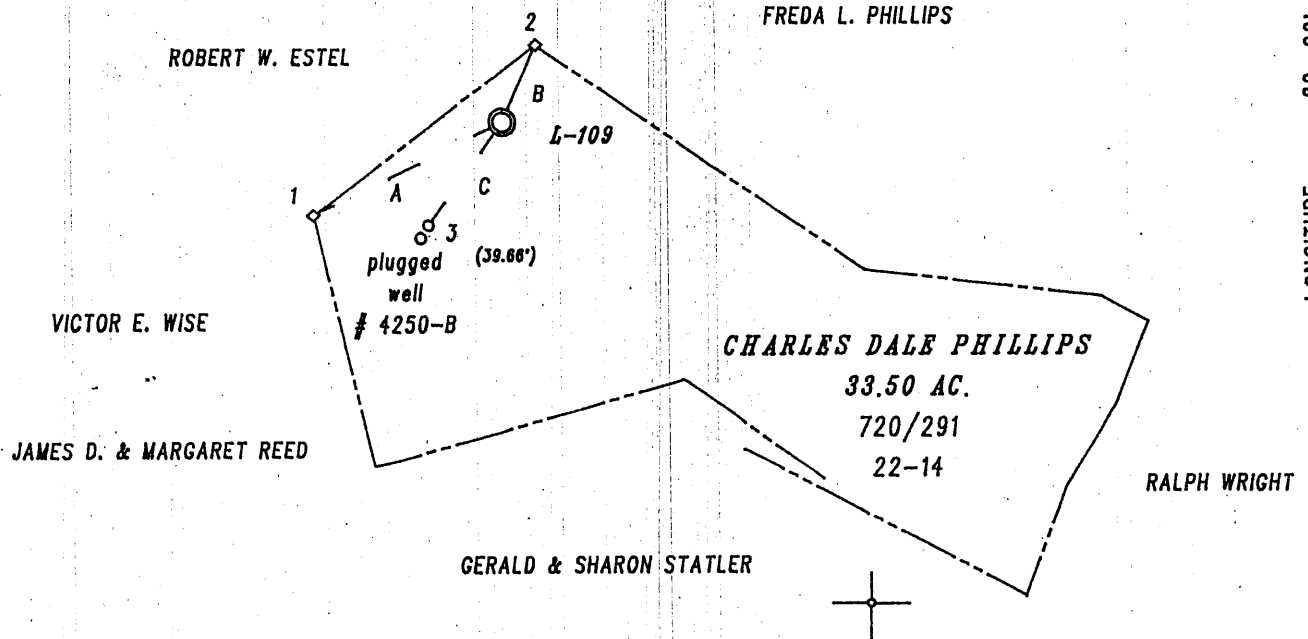 FREDA L. PHILLIPS
2
ROBERT W. ESTEL
B
L-109
1
A
C
3
(39.66')
plugged
well
# 4250-B
VICTOR E. WISE
CHARLES DALE PHILLIPS
33.50 AC.
720/291
22-14
JAMES D. & MARGARET REED
RALPH WRIGHT
GERALD & SHARON STATLER